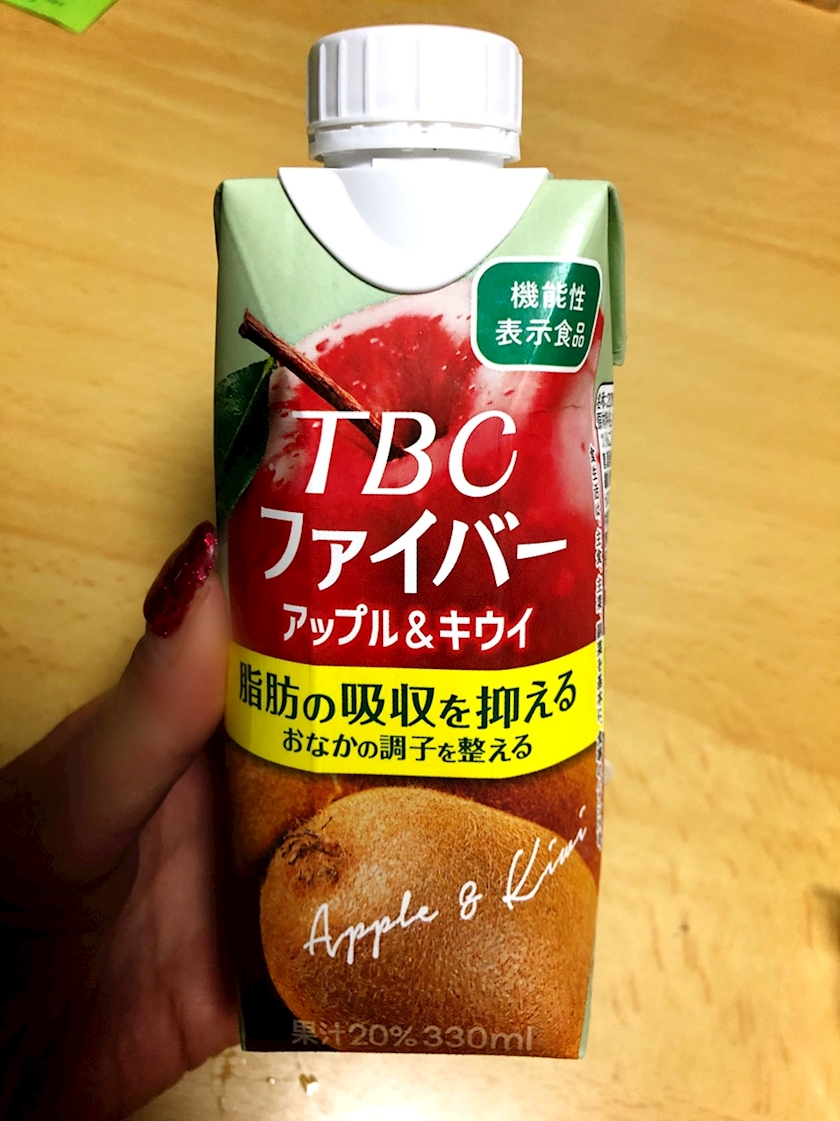 機能性
表示食品
TBC
ファイバー
アップル&キウイ
脂肪の吸収を抑える
おなかの調子を整える
Apple & Kiwi
果汁20% 330ml